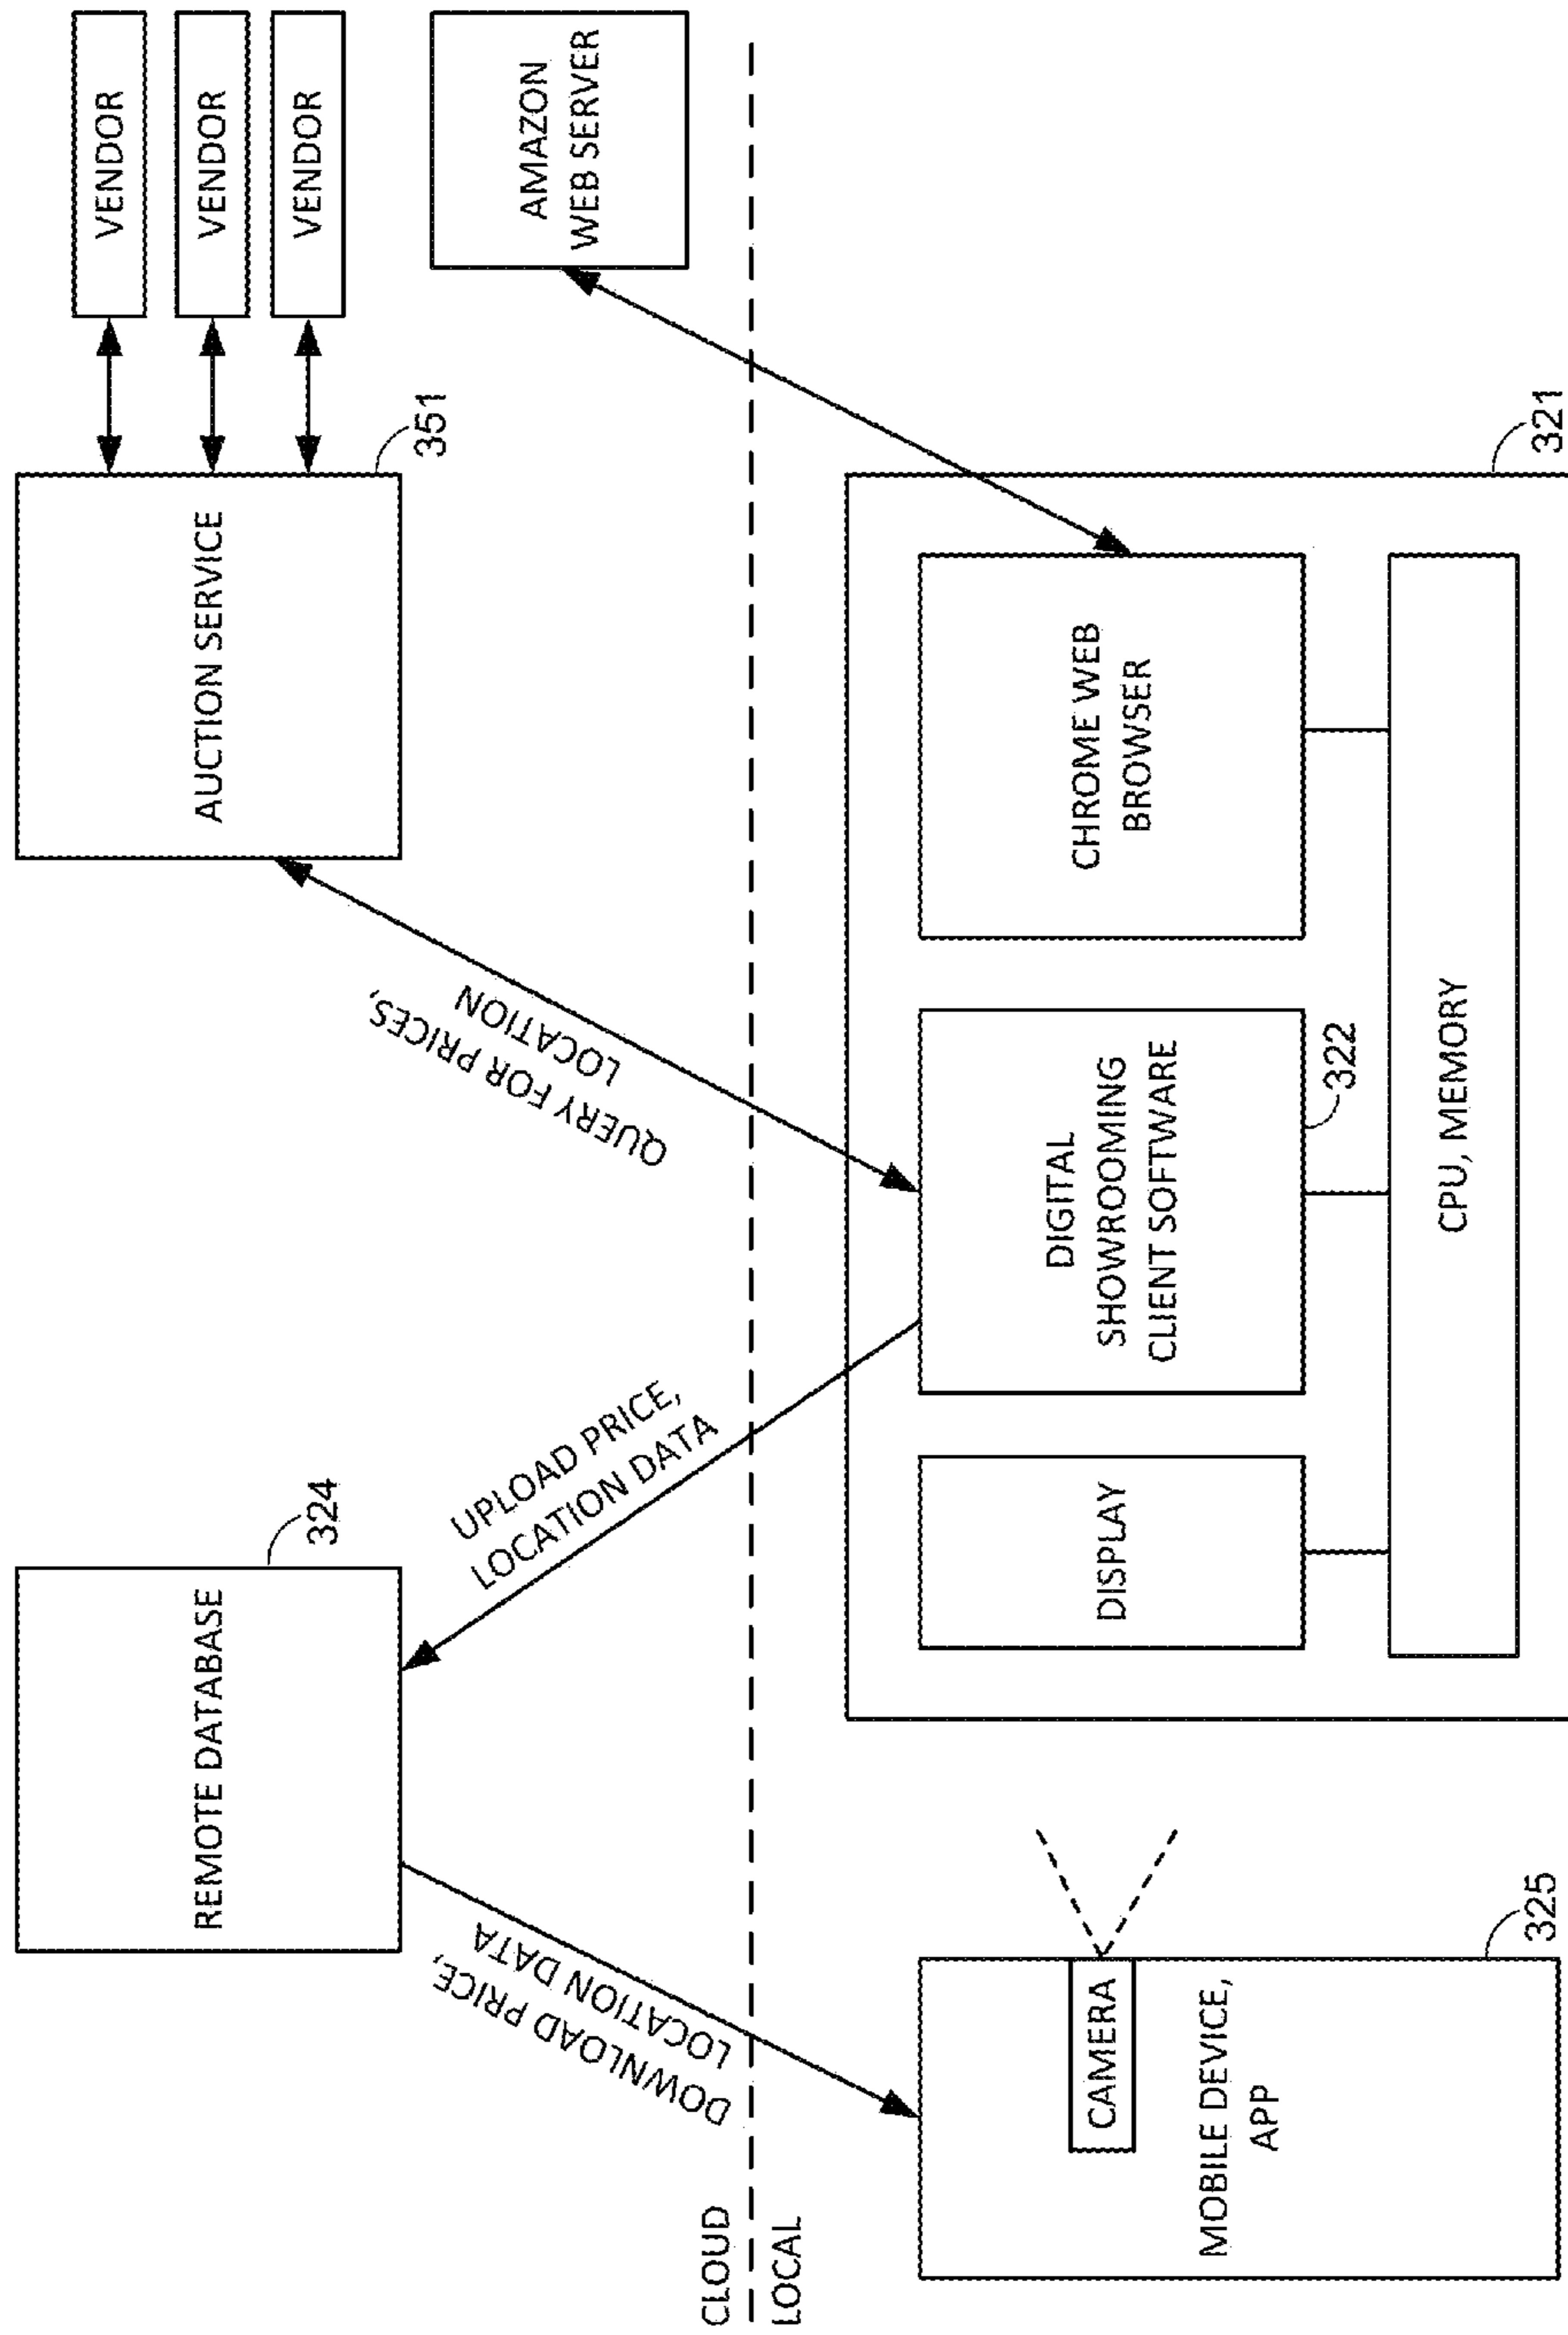 REMOTE DATABASE
324
AUCTION SERVICE
351
VENDOR
VENDOR
VENDOR
AMAZON
WEB SERVER
DOWNLOAD PRICE,
LOCATION DATA
UPLOAD PRICE,
LOCATION DATA
QUERY FOR PRICES,
LOCATION
CLOUD
LOCAL
CAMERA
MOBILE DEVICE,
APP
325
DISPLAY
DIGITAL
SHOWROOMING
CLIENT SOFTWARE
322
CHROME WEB
BROWSER
CPU, MEMORY
321